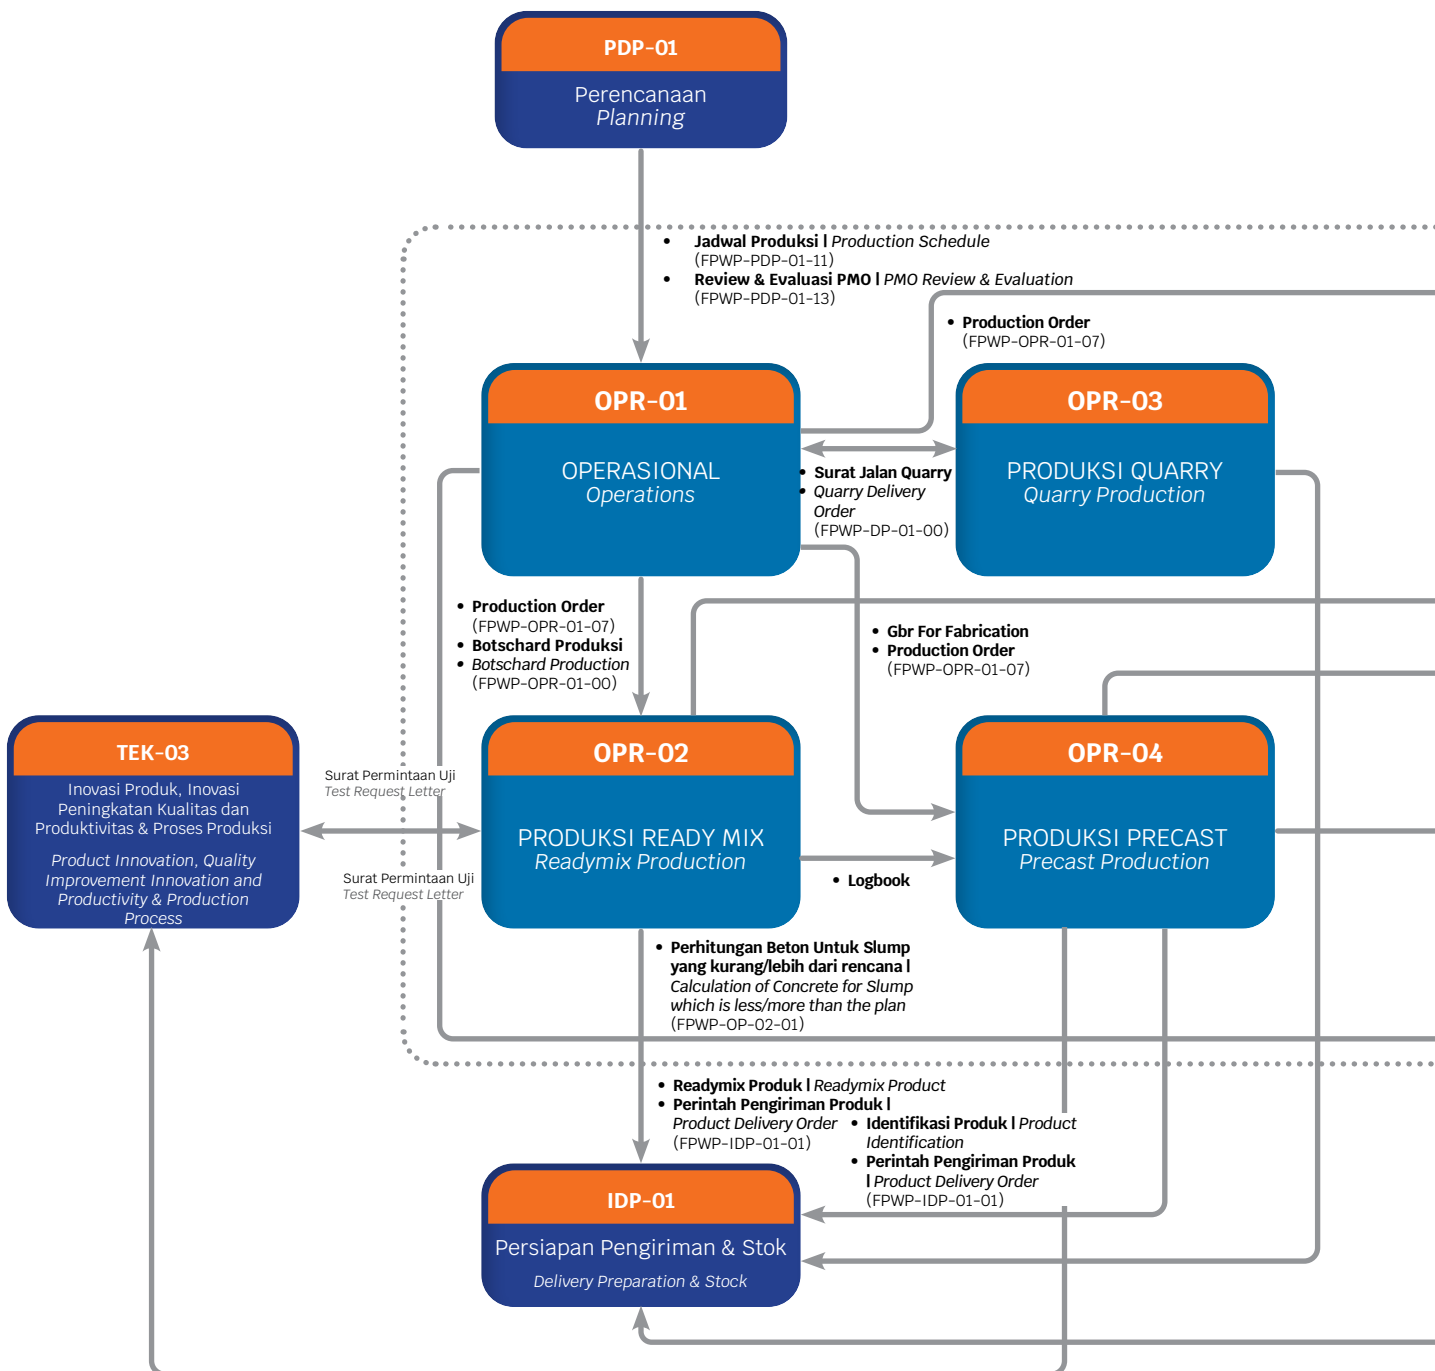 PDP-01
Perencanaan
Planning
• Jadwal Produksi | Production Schedule
(FPWP-PDP-01-11)
• Review & Evaluasi PMO | PMO Review & Evaluation
(FPWP-PDP-01-13)
• Production Order
(FPWP-OPR-01-07)
OPR-01
OPERASIONAL
Operations
• Surat Jalan Quarry
• Quarry Delivery
Order
(FPWP-DP-01-00)
OPR-03
PRODUKSI QUARRY
Quarry Production
• Production Order
(FPWP-OPR-01-07)
• Botschard Produksi
• Botschard Production
(FPWP-OPR-01-00)
• Gbr For Fabrication
• Production Order
(FPWP-OPR-01-07)
TEK-03
Inovasi Produk, Inovasi
Peningkatan Kualitas dan
Produktivitas & Proses Produksi
Product Innovation, Quality
Improvement Innovation and
Productivity & Production
Process
Surat Permintaan Uji
Test Request Letter
Surat Permintaan Uji
Test Request Letter
OPR-02
PRODUKSI READY MIX
Readymix Production
• Logbook
OPR-04
PRODUKSI PRECAST
Precast Production
• Perhitungan Beton Untuk Slump
yang kurang/lebih dari rencana |
Calculation of Concrete for Slump
which is less/more than the plan
(FPWP-OP-02-01)
• Readymix Produk | Readymix Product
• Perintah Pengiriman Produk |
Product Delivery Order
(FPWP-IDP-01-01)
• Identifikasi Produk | Product
Identification
• Perintah Pengiriman Produk
| Product Delivery Order
(FPWP-IDP-01-01)
IDP-01
Persiapan Pengiriman & Stok
Delivery Preparation & Stock